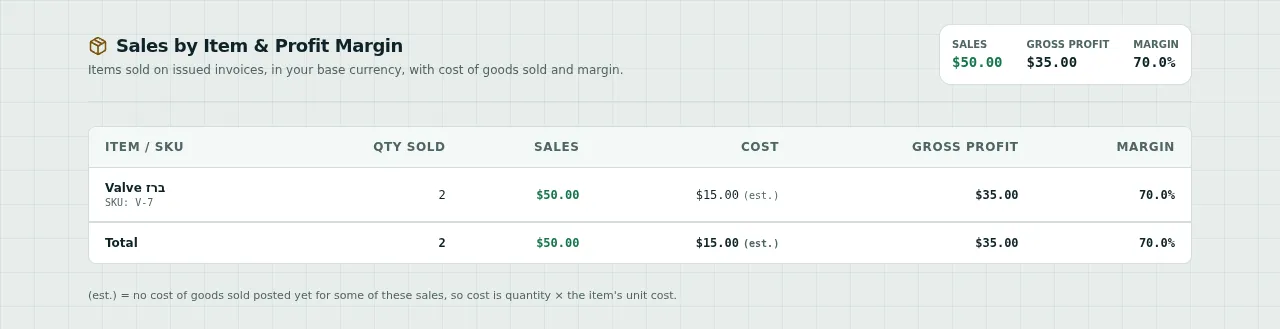 Sales by Item & Profit Margin
Items sold on issued invoices, in your base currency, with cost of goods sold and margin.
SALES GROSS PROFIT MARGIN
$50.00 $35.00 70.0%
ITEM / SKU QTY SOLD SALES COST GROSS PROFIT MARGIN
Valve ברז 2 $50.00 $15.00 (est.) $35.00 70.0%
SKU: V-7
Total 2 $50.00 $15.00 (est.) $35.00 70.0%
(est.) = no cost of goods sold posted yet for some of these sales, so cost is quantity × the item's unit cost.